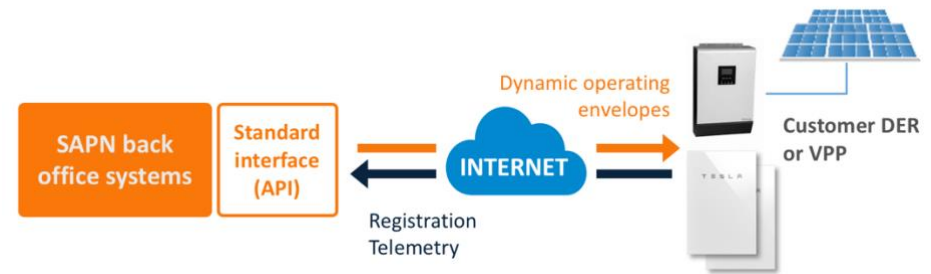 SAPN back
office systems
Standard
interface
(API)
Dynamic operating
envelopes
INTERNET
Registration
Telemetry
TESLA
Customer DER
or VPP